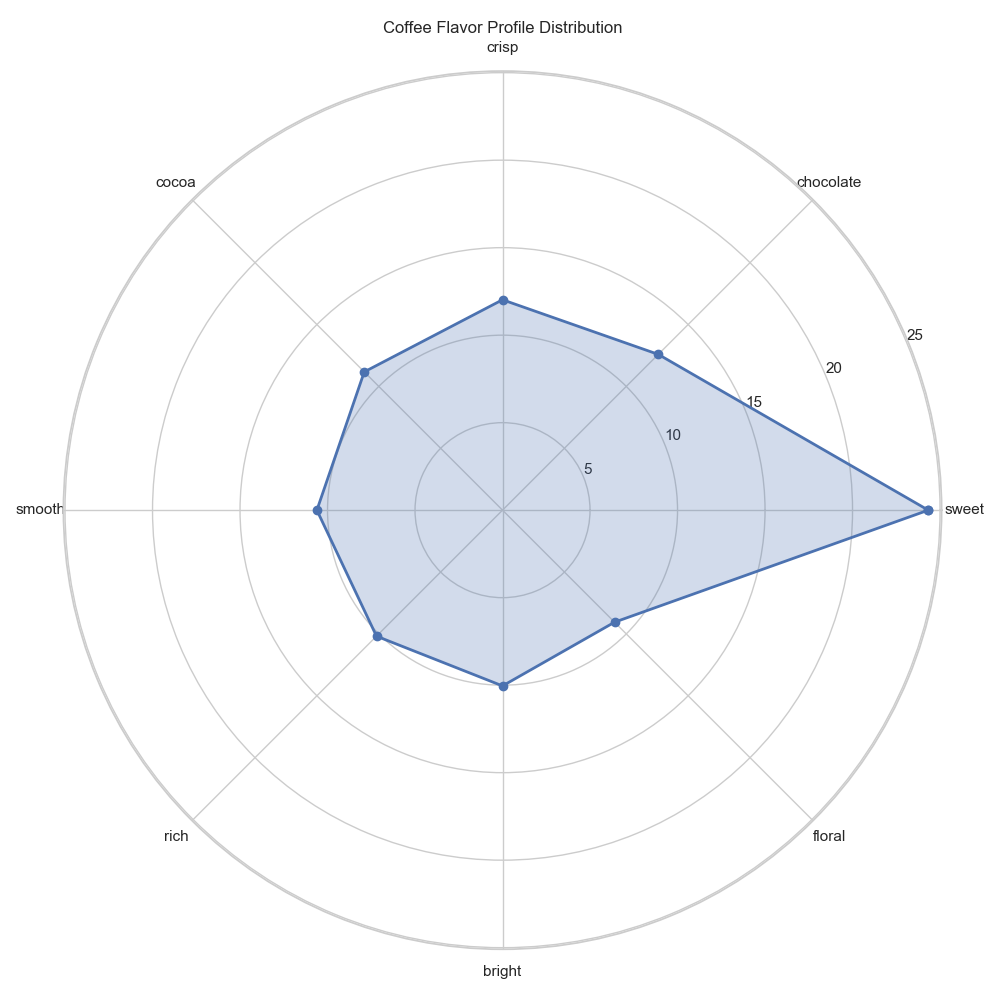 Coffee Flavor Profile Distribution
crisp
cocoa
chocolate
25
20
15
10
5
smooth
sweet
rich
floral
bright